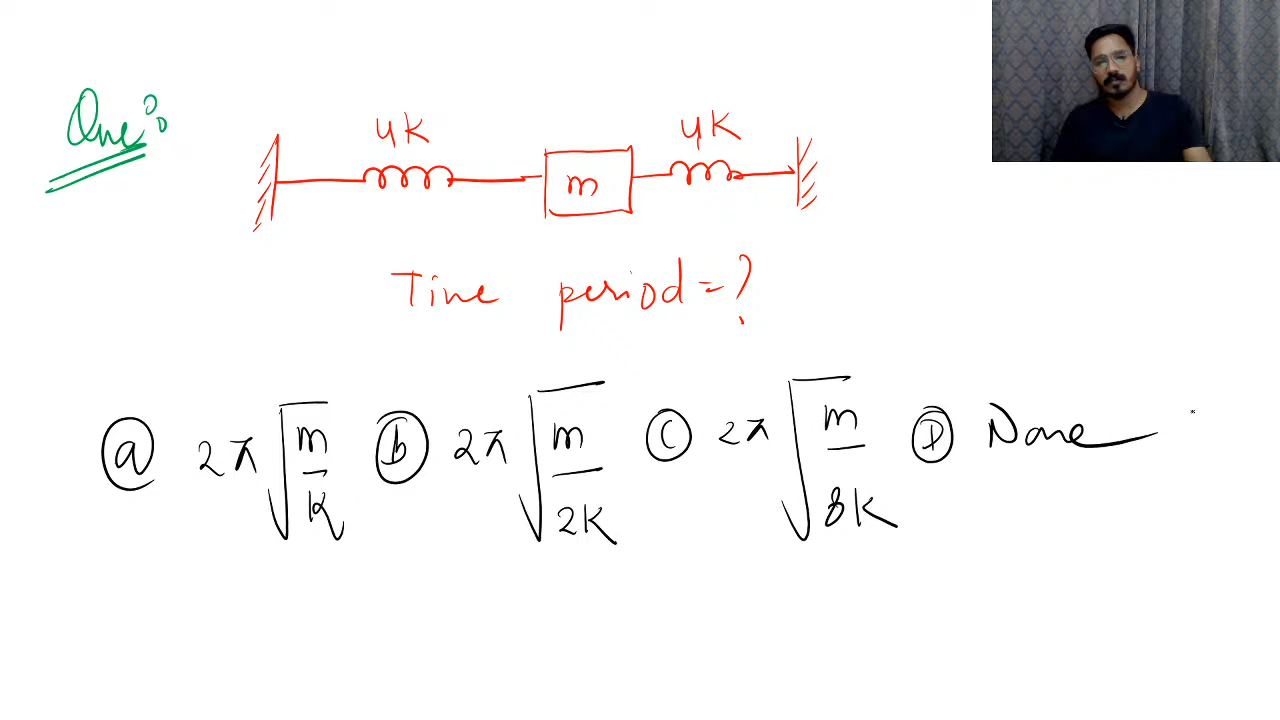 Que:
4K 4K
m
Time period = ?
(a) 2π√(m/K) (b) 2π√(m/2K) (c) 2π√(m/8K) (D) None